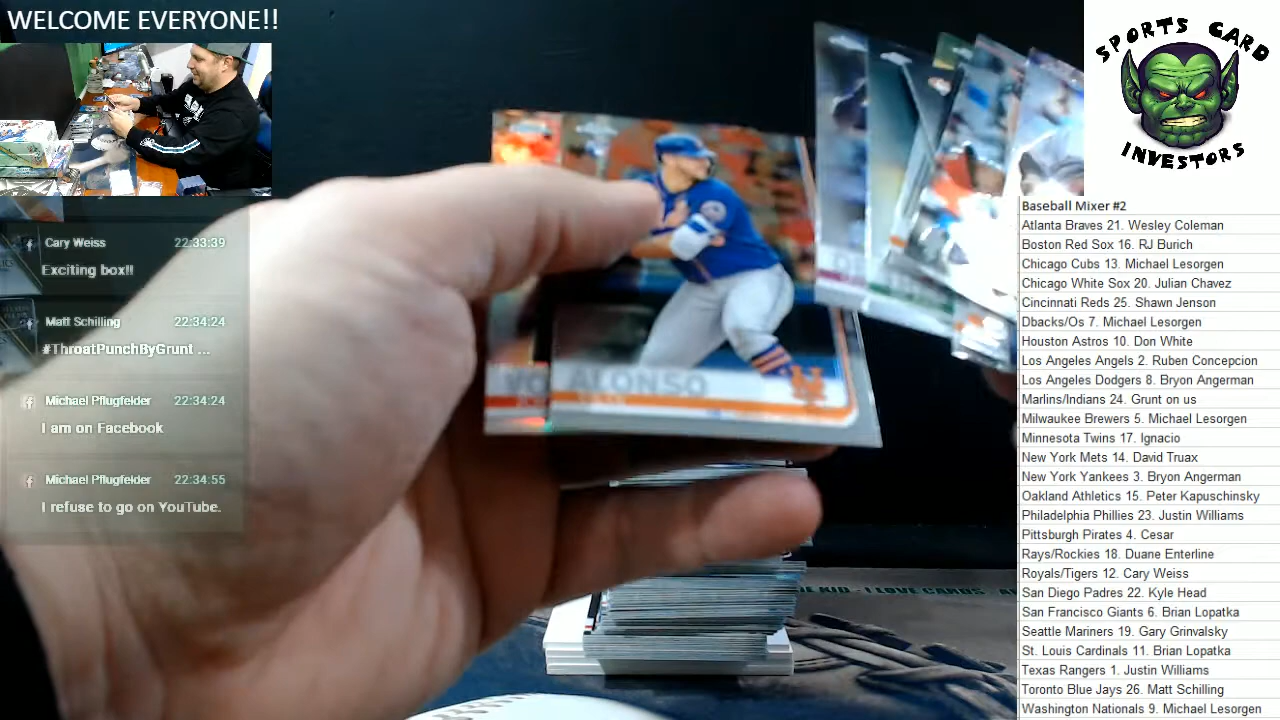 WELCOME EVERYONE!!
SPORTS CARD
INVESTORS
Cary Weiss 22:33:39
Exciting box!!
Matt Schilling 22:34:24
#ThroatPunchByGrunt ...
Michael Pflugfelder 22:34:24
I am on Facebook
Michael Pflugfelder 22:34:55
I refuse to go on YouTube.
ALONSO
DE KID - I LOVE CARDS
Baseball Mixer #2
Atlanta Braves 21. Wesley Coleman
Boston Red Sox 16. RJ Burich
Chicago Cubs 13. Michael Lesorgen
Chicago White Sox 20. Julian Chavez
Cincinnati Reds 25. Shawn Jenson
Dbacks/Os 7. Michael Lesorgen
Houston Astros 10. Don White
Los Angeles Angels 2. Ruben Concepcion
Los Angeles Dodgers 8. Bryon Angerman
Marlins/Indians 24. Grunt on us
Milwaukee Brewers 5. Michael Lesorgen
Minnesota Twins 17. Ignacio
New York Mets 14. David Truax
New York Yankees 3. Bryon Angerman
Oakland Athletics 15. Peter Kapuschinsky
Philadelphia Phillies 23. Justin Williams
Pittsburgh Pirates 4. Cesar
Rays/Rockies 18. Duane Enterline
Royals/Tigers 12. Cary Weiss
San Diego Padres 22. Kyle Head
San Francisco Giants 6. Brian Lopatka
Seattle Mariners 19. Gary Grinvalsky
St. Louis Cardinals 11. Brian Lopatka
Texas Rangers 1. Justin Williams
Toronto Blue Jays 26. Matt Schilling
Washington Nationals 9. Michael Lesorgen